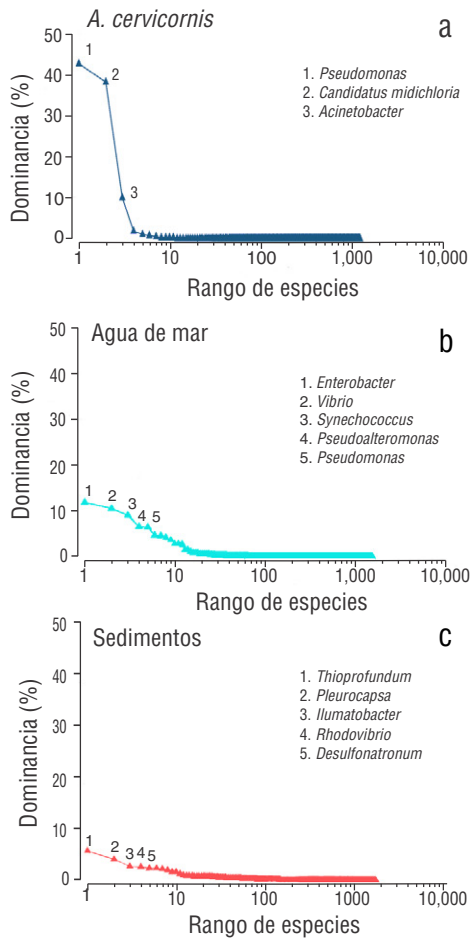 A. cervicornis
a
50
40
30
20
10
0
Dominancia (%)
1
2
3
1. Pseudomonas
2. Candidatus midichloria
3. Acinetobacter
1
10
100
1,000
10,000
Rango de especies
Agua de mar
b
50
40
30
20
10
0
Dominancia (%)
1
2
3
4
5
1. Enterobacter
2. Vibrio
3. Synechococcus
4. Pseudoalteromonas
5. Pseudomonas
1
10
100
1,000
10,000
Rango de especies
Sedimentos
c
50
40
30
20
10
0
Dominancia (%)
1
2
3
4
5
1. Thioprofundum
2. Pleurocapsa
3. Ilumatobacter
4. Rhodovibrio
5. Desulfonatronum
1
10
100
1,000
10,000
Rango de especies